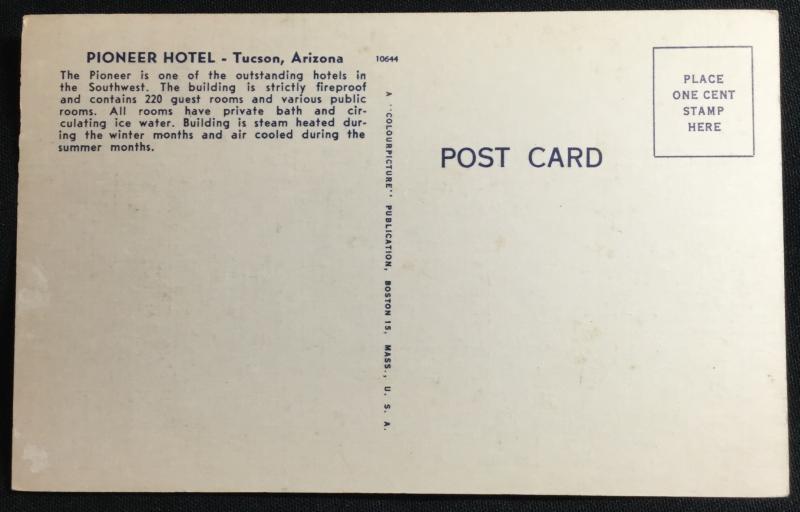 PIONEER HOTEL - Tucson, Arizona 10644
The Pioneer is one of the outstanding hotels in
the Southwest. The building is strictly fireproof
and contains 220 guest rooms and various public
rooms. All rooms have private bath and cir-
culating ice water. Building is steam heated dur-
ing the winter months and air cooled during the
summer months.
A "COLOURPICTURE" PUBLICATION, BOSTON 15, MASS., U. S. A.
POST CARD
PLACE
ONE CENT
STAMP
HERE